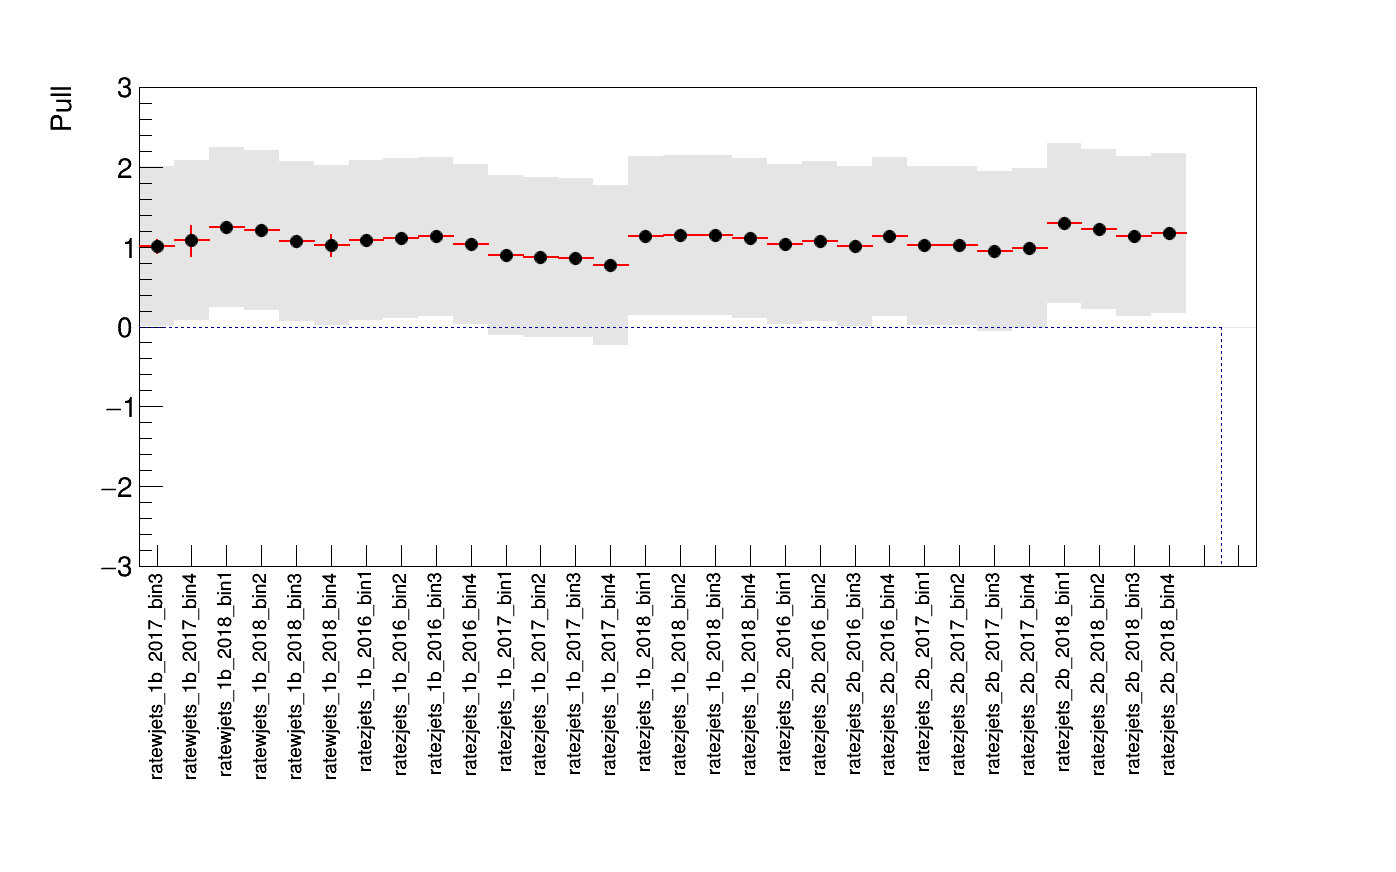 Pull
3
2
1
0
−1
−2
−3
ratewjets_1b_2017_bin3
ratewjets_1b_2017_bin4
ratewjets_1b_2018_bin1
ratewjets_1b_2018_bin2
ratewjets_1b_2018_bin3
ratewjets_1b_2018_bin4
ratezjets_1b_2016_bin1
ratezjets_1b_2016_bin2
ratezjets_1b_2016_bin3
ratezjets_1b_2016_bin4
ratezjets_1b_2017_bin1
ratezjets_1b_2017_bin2
ratezjets_1b_2017_bin3
ratezjets_1b_2017_bin4
ratezjets_1b_2018_bin1
ratezjets_1b_2018_bin2
ratezjets_1b_2018_bin3
ratezjets_1b_2018_bin4
ratezjets_2b_2016_bin1
ratezjets_2b_2016_bin2
ratezjets_2b_2016_bin3
ratezjets_2b_2016_bin4
ratezjets_2b_2017_bin1
ratezjets_2b_2017_bin2
ratezjets_2b_2017_bin3
ratezjets_2b_2017_bin4
ratezjets_2b_2018_bin1
ratezjets_2b_2018_bin2
ratezjets_2b_2018_bin3
ratezjets_2b_2018_bin4